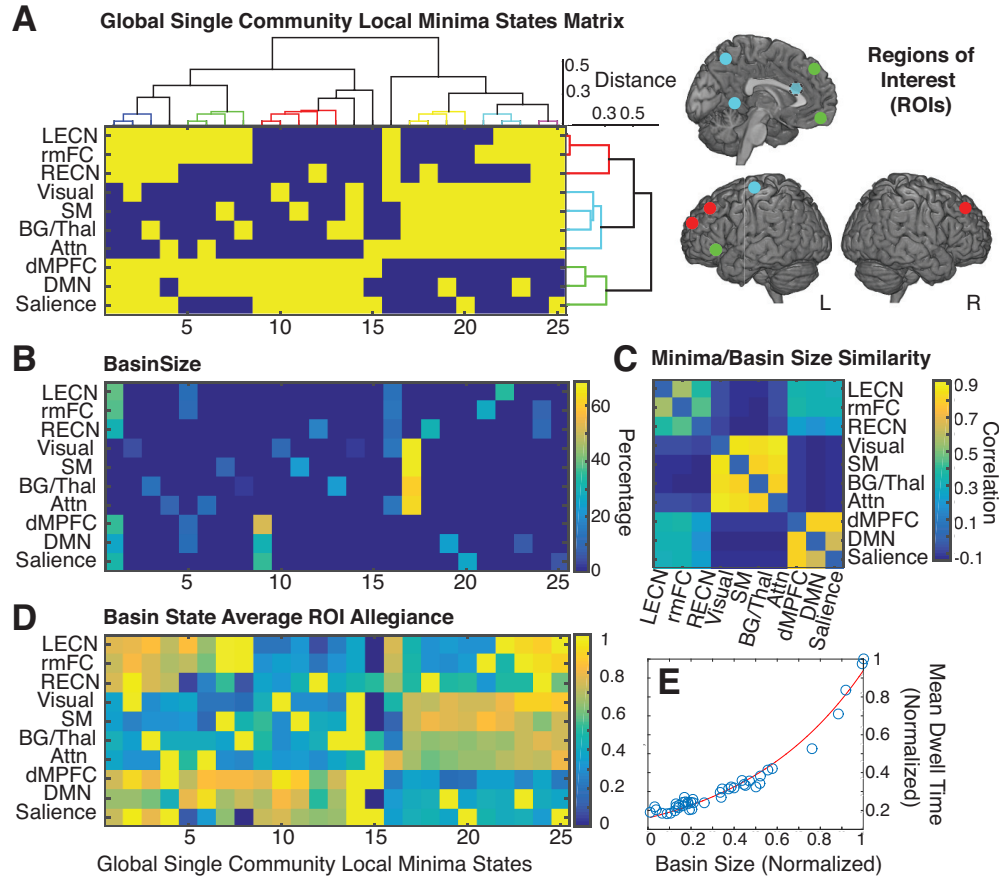 A
Global Single Community Local Minima States Matrix
0.5
0.3
Distance
0.3 0.5
Regions of
Interest
(ROIs)
LECN
rmFC
RECN
Visual
SM
BG/Thal
Attn
dMPFC
DMN
Salience
5 10 15 20 25
L R
B
BasinSize
LECN
rmFC
RECN
Visual
SM
BG/Thal
Attn
dMPFC
DMN
Salience
5 10 15 20 25
60
40
20
0
Percentage
C
Minima/Basin Size Similarity
LECN
rmFC
RECN
Visual
SM
BG/Thal
Attn
dMPFC
DMN
Salience
LECN
rmFC
RECN
Visual
SM
BG/Thal
Attn
dMPFC
DMN
Salience
0.9
0.7
0.5
0.3
0.1
-0.1
Correlation
D
Basin State Average ROI Allegiance
LECN
rmFC
RECN
Visual
SM
BG/Thal
Attn
dMPFC
DMN
Salience
5 10 15 20 25
Global Single Community Local Minima States
1
0.8
0.6
0.4
0.2
0
E
1
0.8
0.6
0.4
0.2
Mean Dwell Time
(Normalized)
0 0.2 0.4 0.6 0.8 1
Basin Size (Normalized)